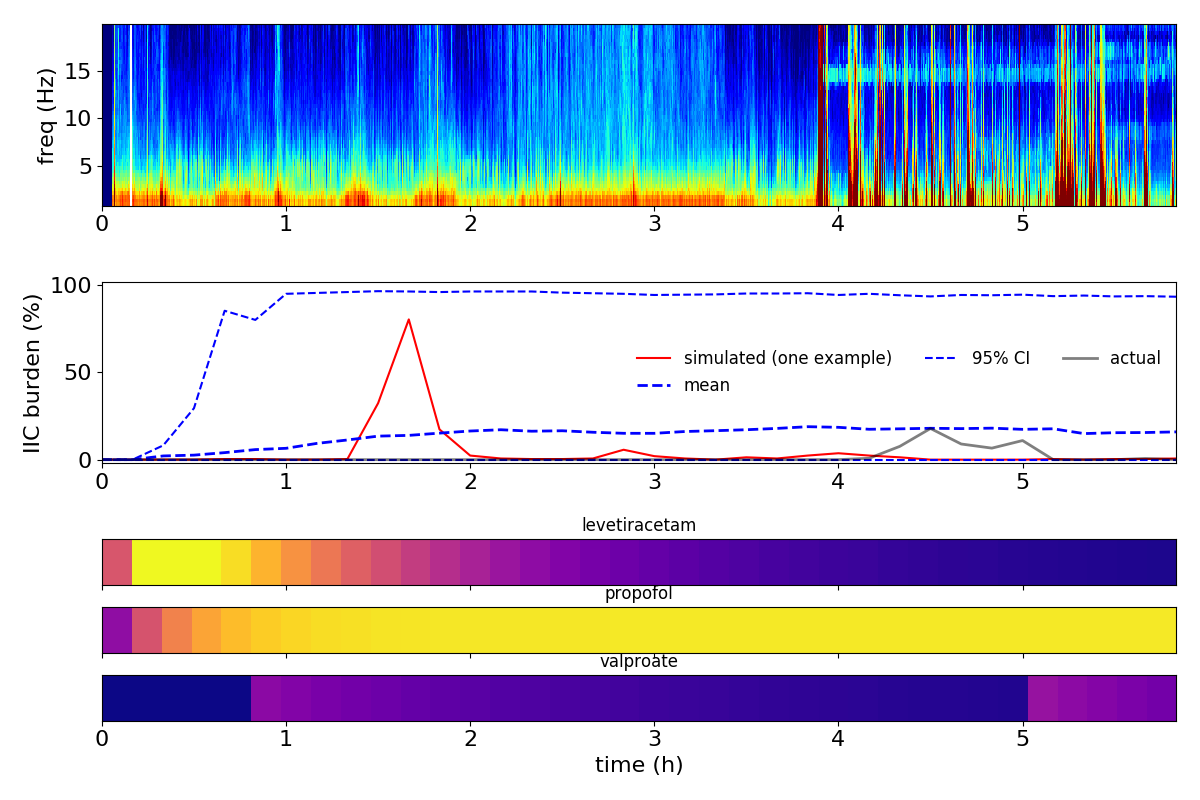 freq (Hz)
15
10
5
0 1 2 3 4 5
IIC burden (%)
100
50
0
simulated (one example)
mean
95% CI
actual
0 1 2 3 4 5
levetiracetam
propofol
valproate
0 1 2 3 4 5
time (h)